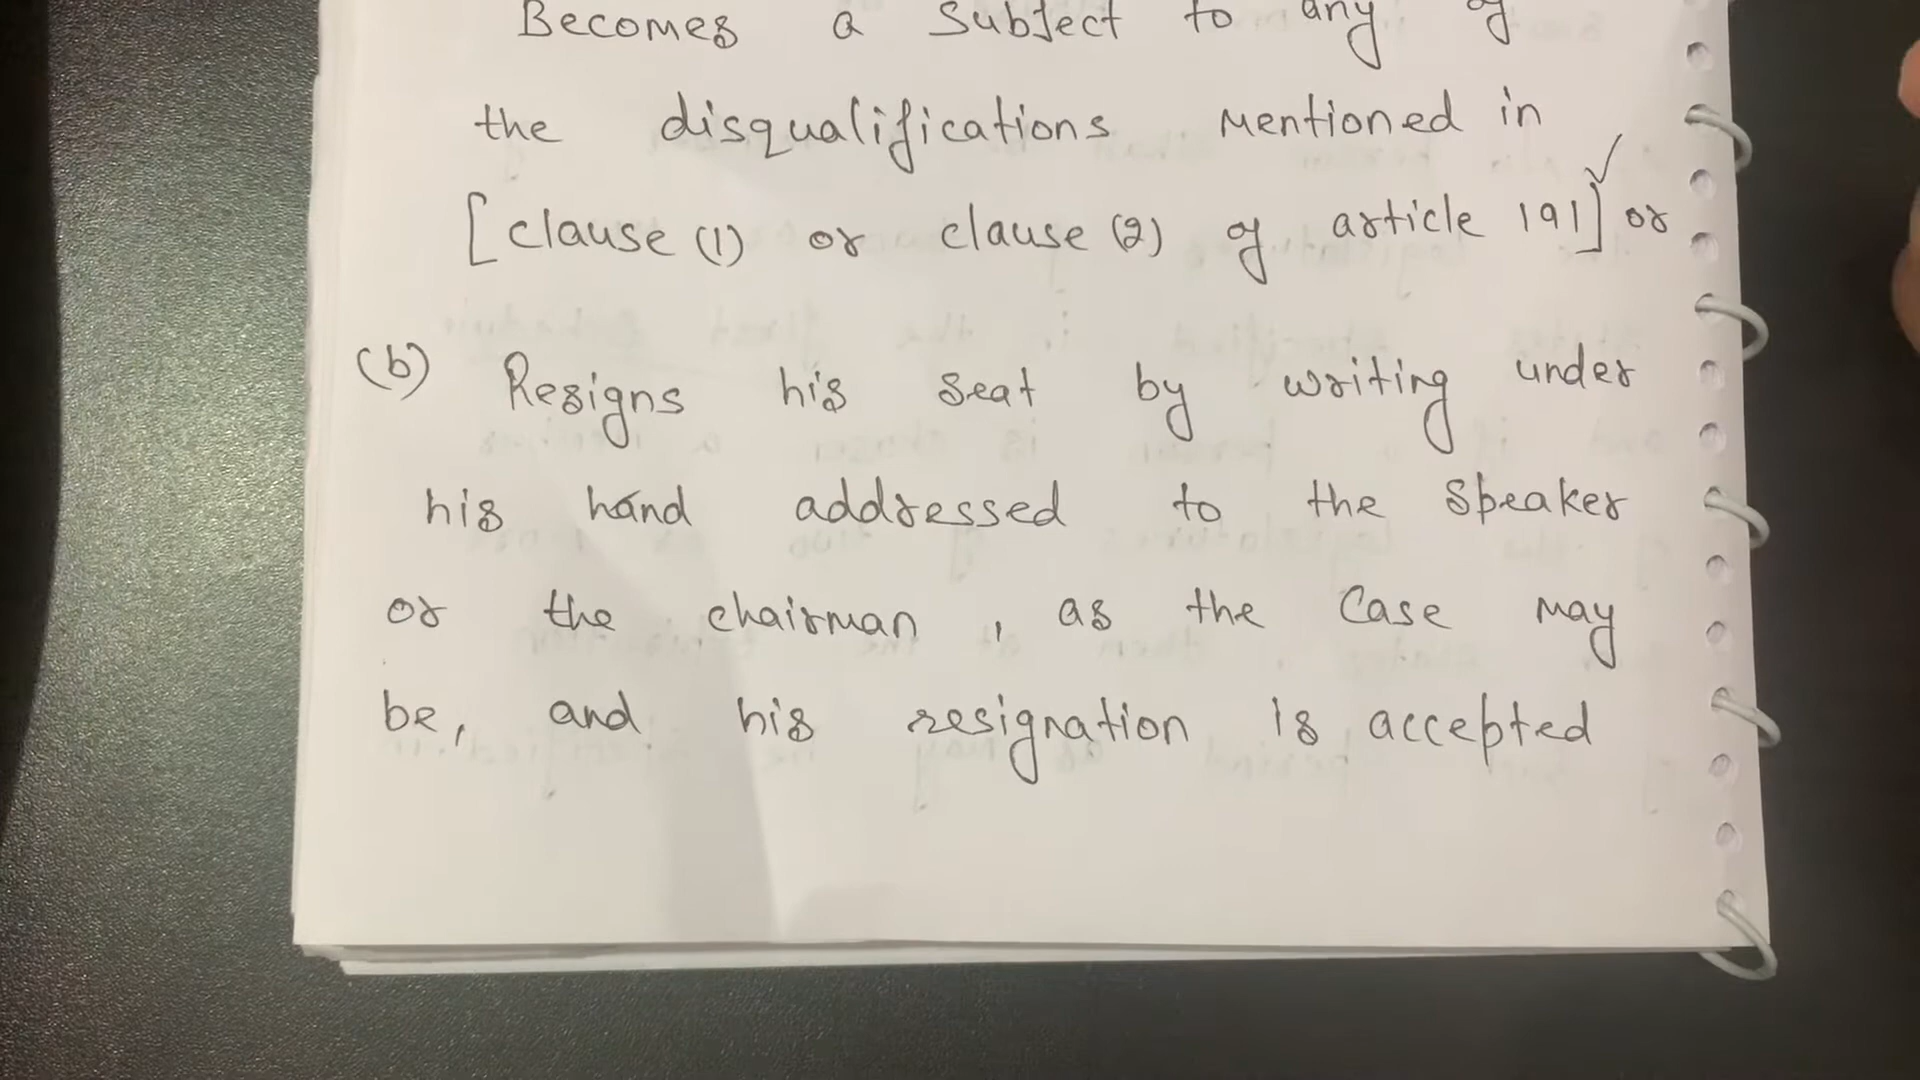 Becomes a Subject to any of
the disqualifications Mentioned in
[clause (1) or clause (2) of article 191] or
(b) Resigns his seat by writing under
his hand addressed to the Speaker
or the chairman, as the Case May
be, and his resignation is accepted